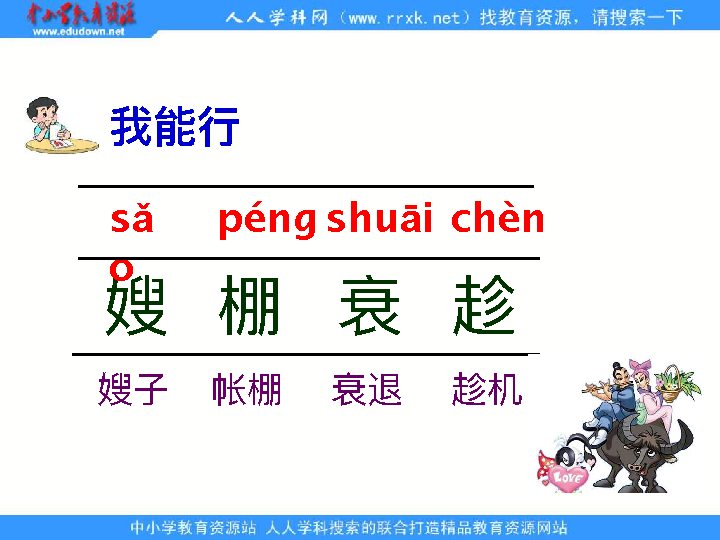 中小学教育资源
www.edudown.net
人人学科网（www.rrxk.net）找教育资源，请搜索一下
我能行
sǎo péng shuāi chèn
嫂 棚 衰 趁
嫂子 帐棚 衰退 趁机
LOVE
中小学教育资源站 人人学科搜索的联合打造精品教育资源网站